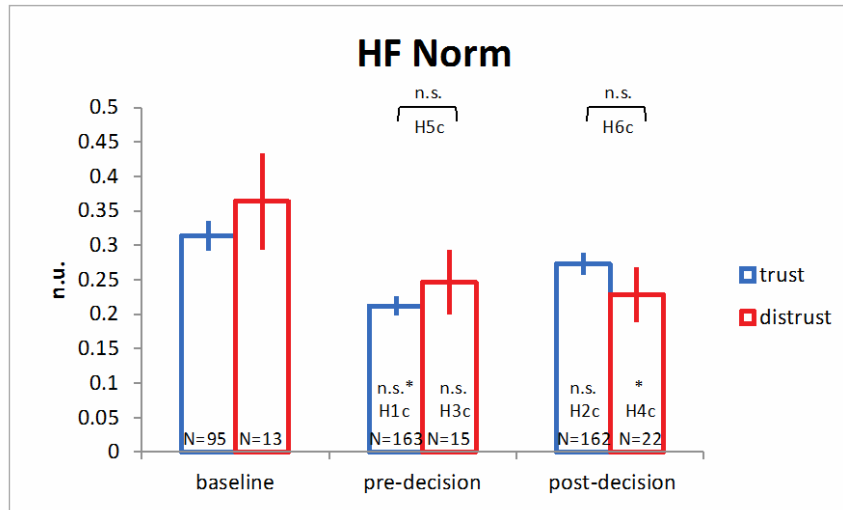 HF Norm
n.s. n.s.
H5c H6c
0.5
0.45
0.4
0.35
0.3
0.25
0.2
0.15
0.1
0.05
0
n.u.
trust
distrust
n.s.* n.s. n.s. *
H1c H3c H2c H4c
N=95 N=13 N=163 N=15 N=162 N=22
baseline pre-decision post-decision